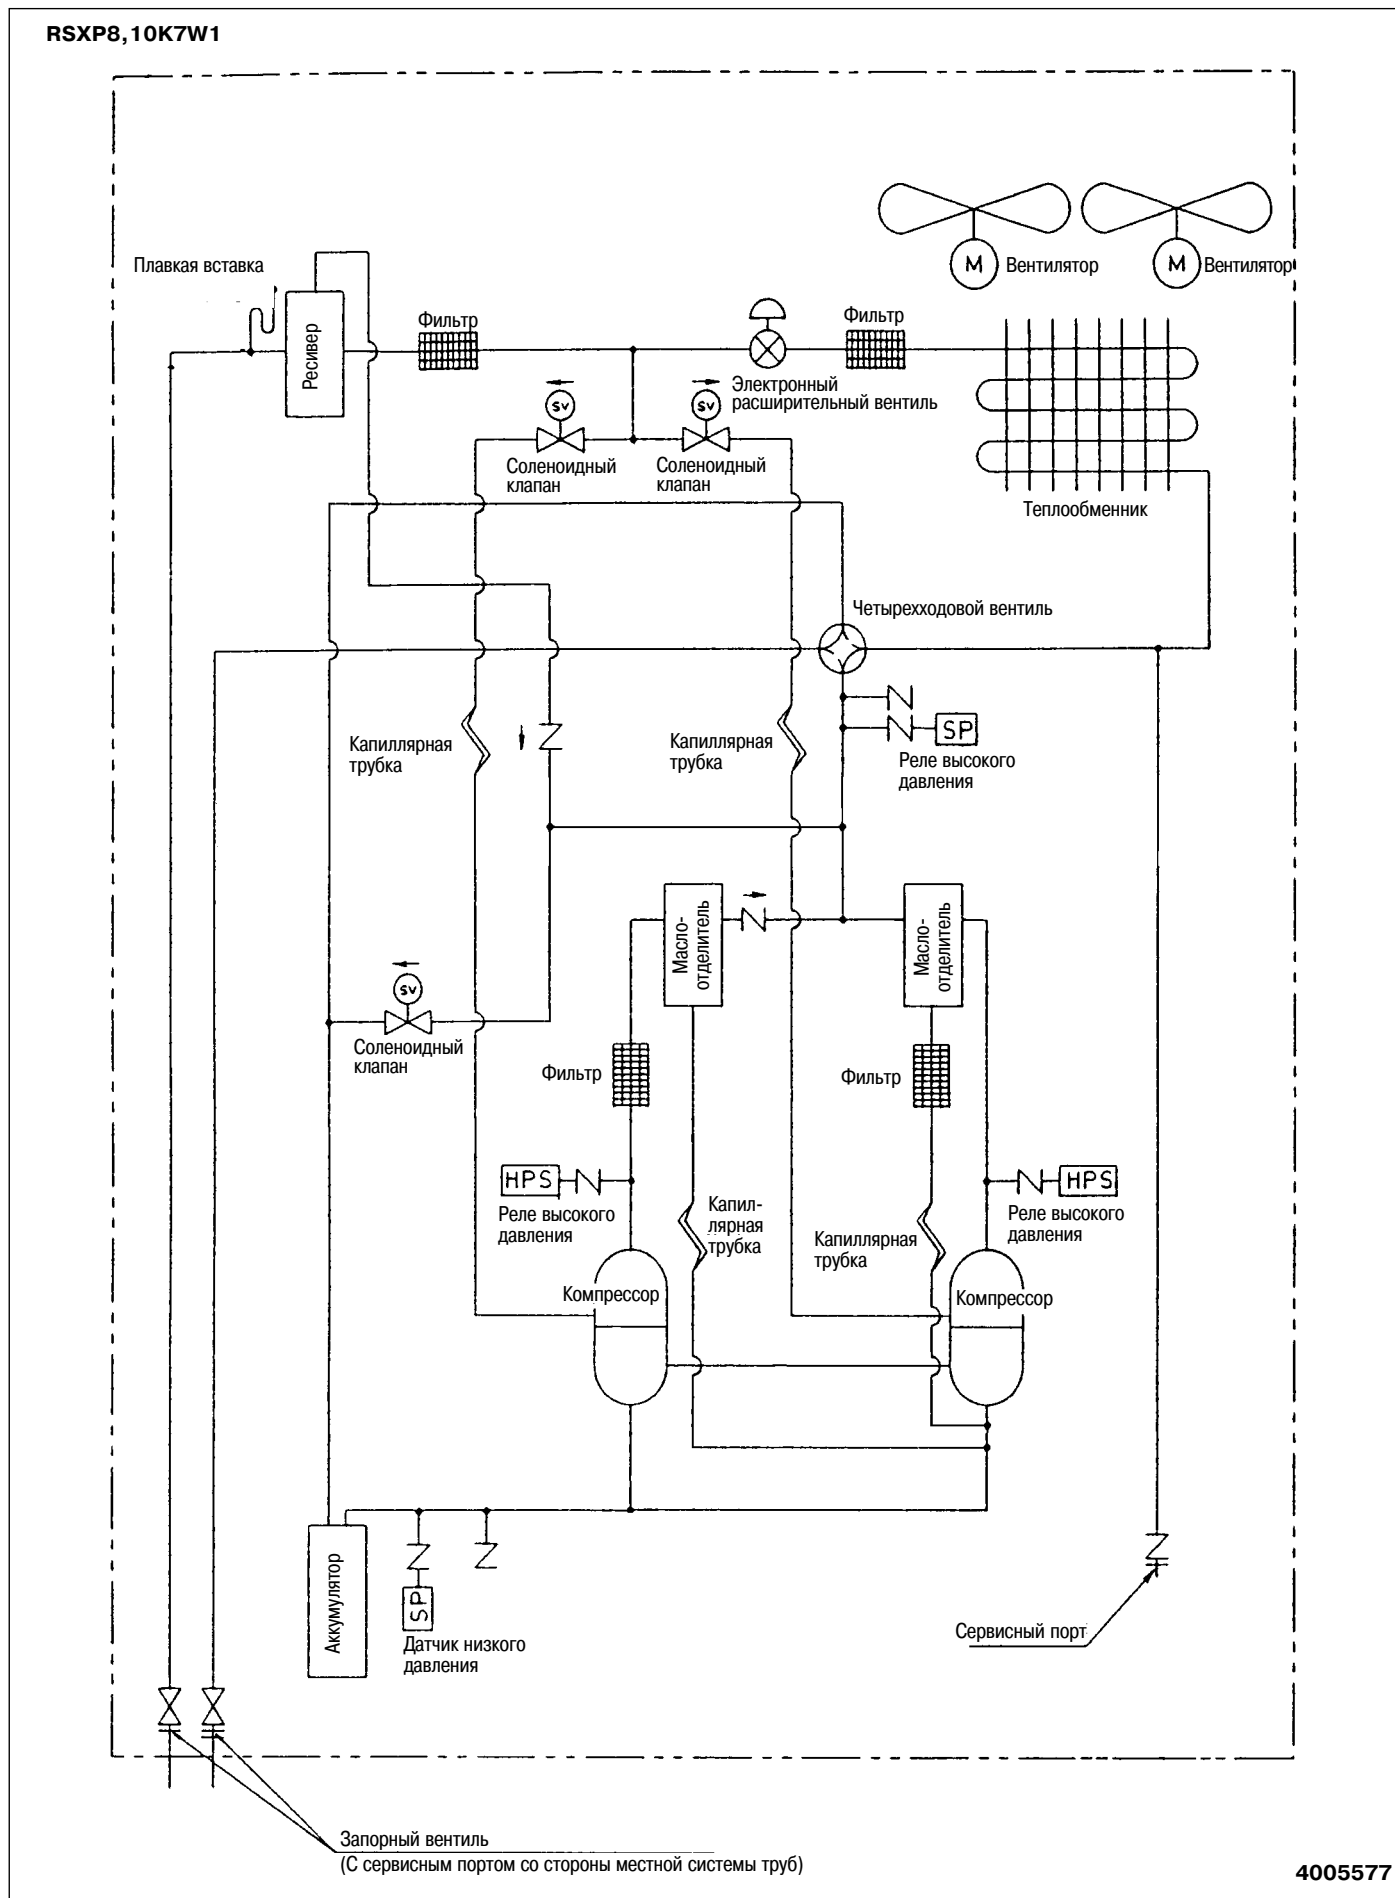 RSXP8,10K7W1
Плавкая вставка
Ресивер
Фильтр
М
Вентилятор
М
Вентилятор
Фильтр
Электронный
расширительный вентиль
SV
SV
Соленоидный
клапан
Соленоидный
клапан
Теплообменник
Четырехходовой вентиль
Капиллярная
трубка
Капиллярная
трубка
SP
Реле высокого
давления
Масло-
отделитель
Масло-
отделитель
SV
Соленоидный
клапан
Фильтр
Фильтр
HPS
Реле высокого
давления
Капил-
лярная
трубка
Капиллярная
трубка
HPS
Реле высокого
давления
Компрессор
Компрессор
Аккумулятор
SP
Датчик низкого
давления
Сервисный порт
Запорный вентиль
(С сервисным портом со стороны местной системы труб)
4005577